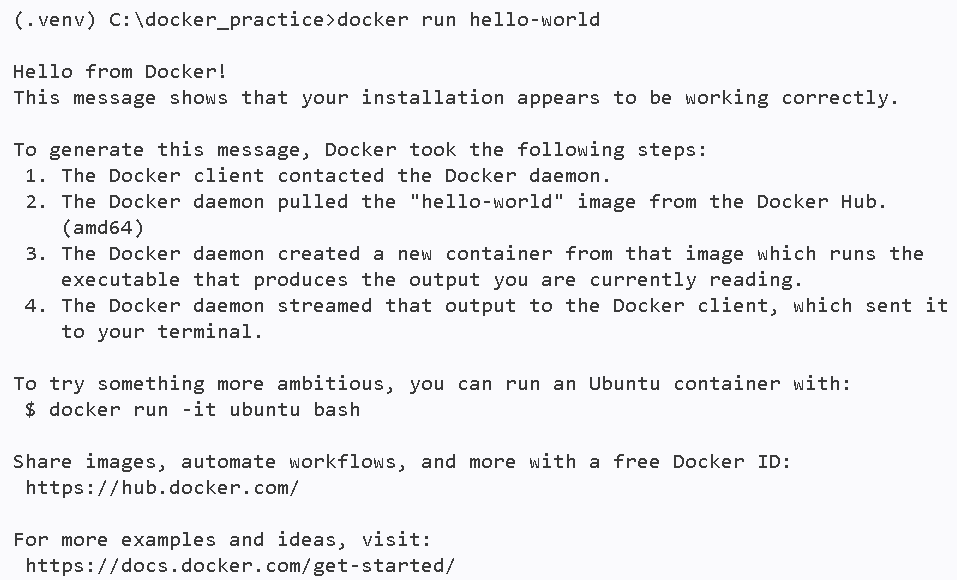 (.venv) C:\docker_practice>docker run hello-world
Hello from Docker!
This message shows that your installation appears to be working correctly.
To generate this message, Docker took the following steps:
1. The Docker client contacted the Docker daemon.
2. The Docker daemon pulled the "hello-world" image from the Docker Hub.
(amd64)
3. The Docker daemon created a new container from that image which runs the
executable that produces the output you are currently reading.
4. The Docker daemon streamed that output to the Docker client, which sent it
to your terminal.
To try something more ambitious, you can run an Ubuntu container with:
$ docker run -it ubuntu bash
Share images, automate workflows, and more with a free Docker ID:
https://hub.docker.com/
For more examples and ideas, visit:
https://docs.docker.com/get-started/